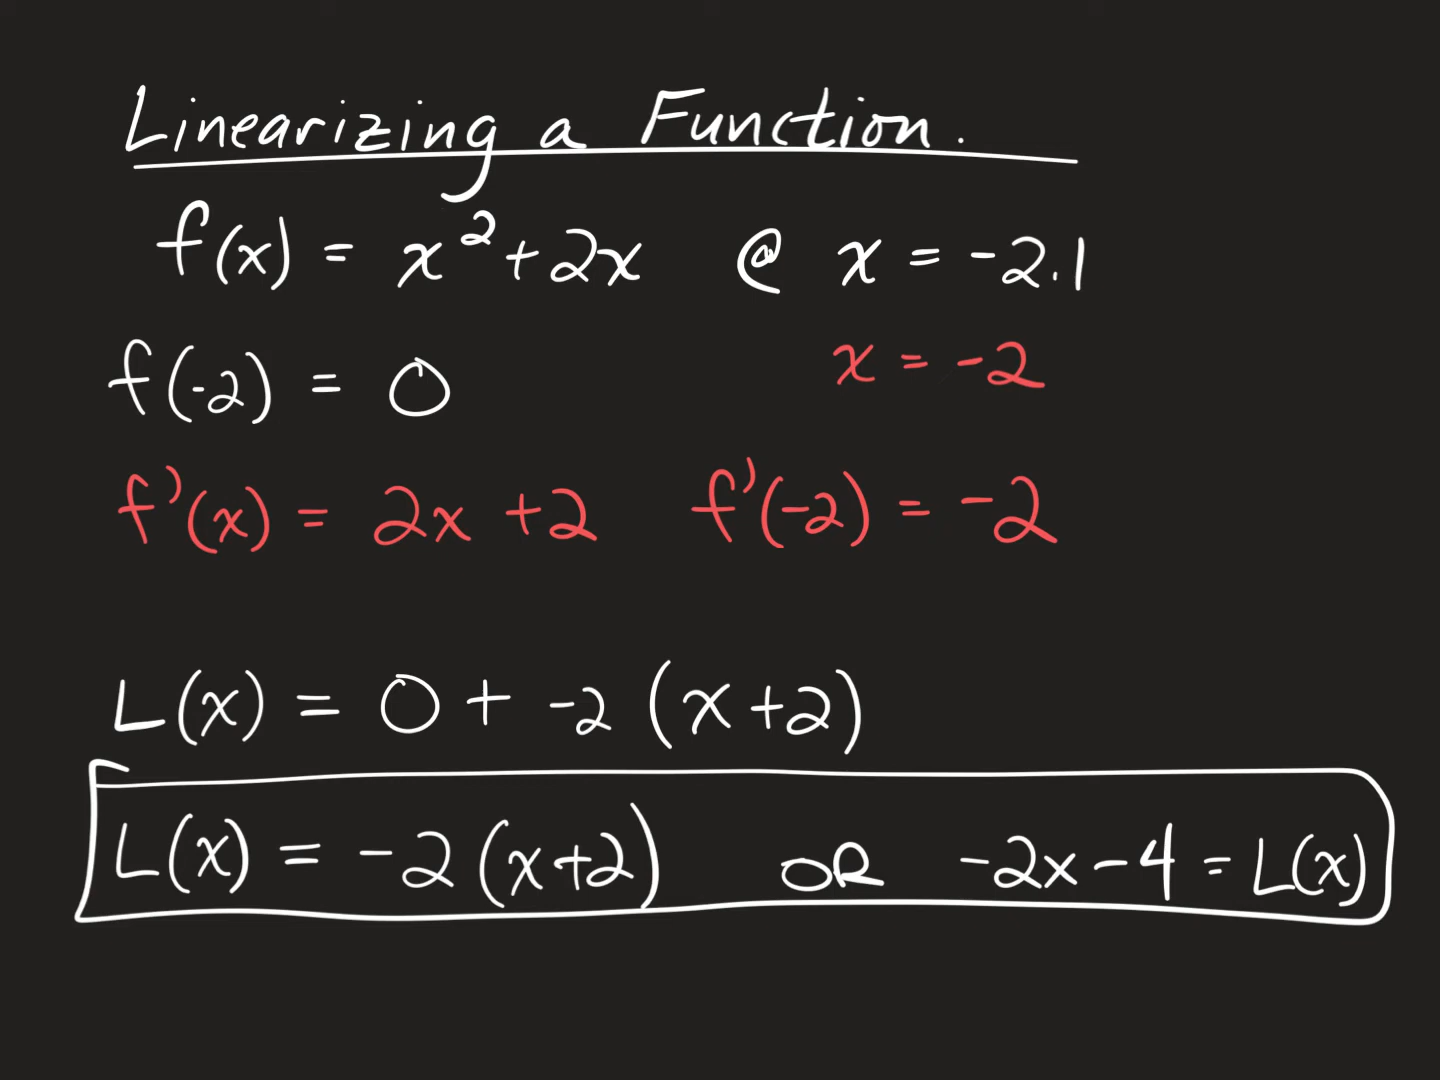 Linearizing a Function.
f(x) = x² + 2x @ x = -2.1
f(-2) = 0 x = -2
f'(x) = 2x + 2 f'(-2) = -2
L(x) = 0 + -2 (x+2)
L(x) = -2 (x+2) OR -2x - 4 = L(x)